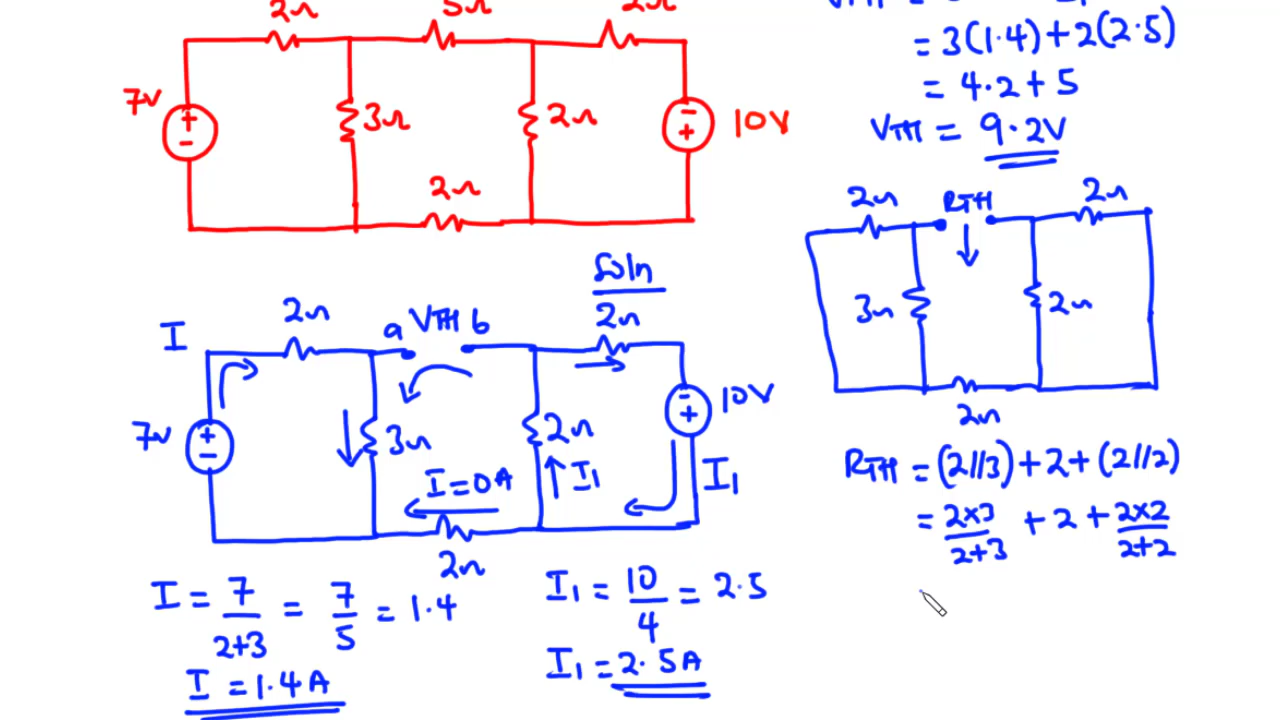 2Ω 5Ω 2Ω
7V + - 3Ω 2Ω - + 10V
2Ω
= 3(1.4) + 2(2.5)
= 4.2 + 5
VTH = 9.2V
Soln
I 2Ω a VTH b 2Ω
7V + - 3Ω 2Ω - + 10V
I = 0A I1 I1
2Ω
I = 7/(2+3) = 7/5 = 1.4
I = 1.4A
I1 = 10/4 = 2.5
I1 = 2.5A
2Ω RTH 2Ω
3Ω 2Ω
2Ω
RTH = (2//3) + 2 + (2//2)
= (2×3)/(2+3) + 2 + (2×2)/(2+2)